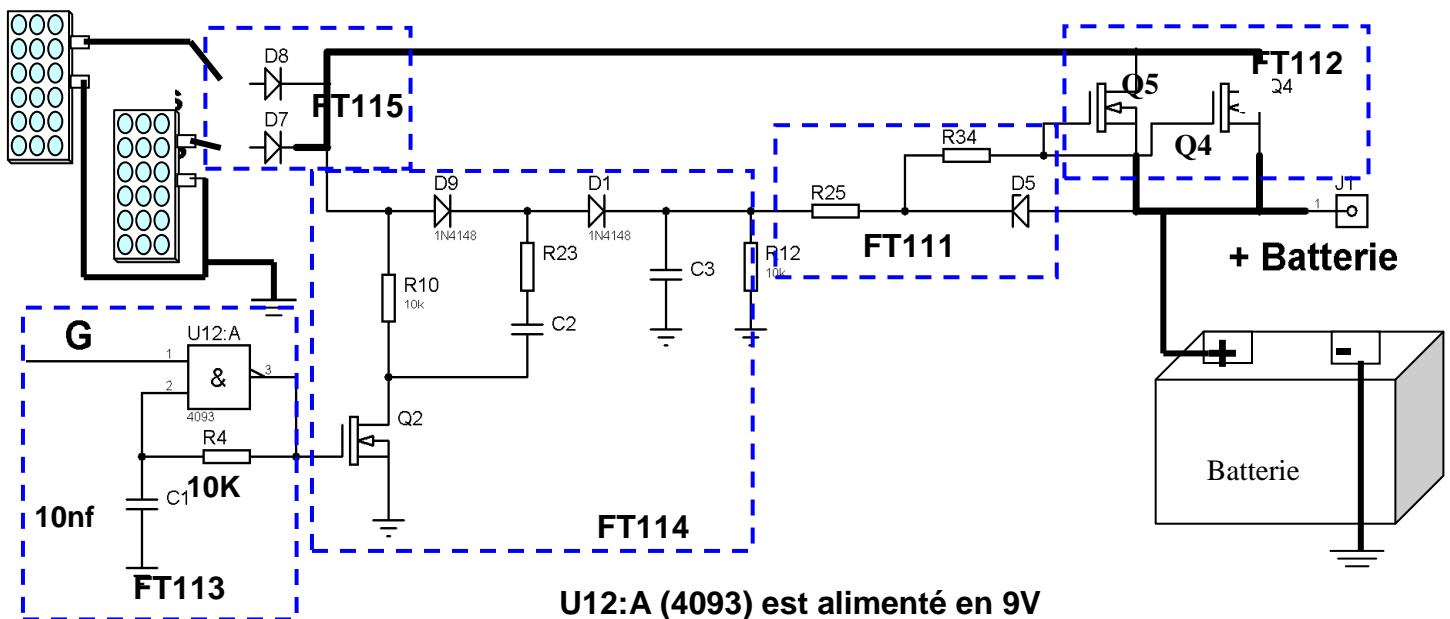 D8
FT115
D7
FT112
Q5
Q4
Q4
R34
D9
D1
R25
D5
J1
1
1N4148
1N4148
FT111
+ Batterie
R23
R12
10k
C3
R10
10k
C2
G
U12:A
1
3
&
2
4093
R4
Q2
10K
C1
10nf
FT113
FT114
+
-
Batterie
U12:A (4093) est alimenté en 9V